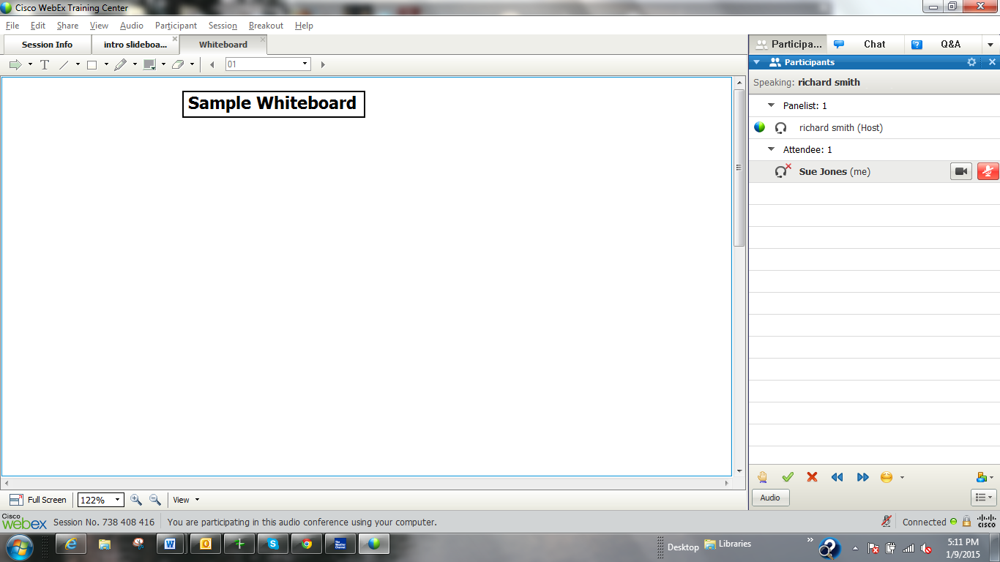 Cisco WebEx Training Center
File Edit Share View Audio Participant Session Breakout Help
Session Info intro slideboa... Whiteboard
Participa... Chat Q&A
T 01
Participants
Speaking: richard smith
Sample Whiteboard
Panelist: 1
richard smith (Host)
Attendee: 1
Sue Jones (me)
Full Screen 122% View
Audio
Cisco webex Session No. 738 408 416 You are participating in this audio conference using your computer. Connected cisco
Desktop Libraries
5:11 PM
1/9/2015